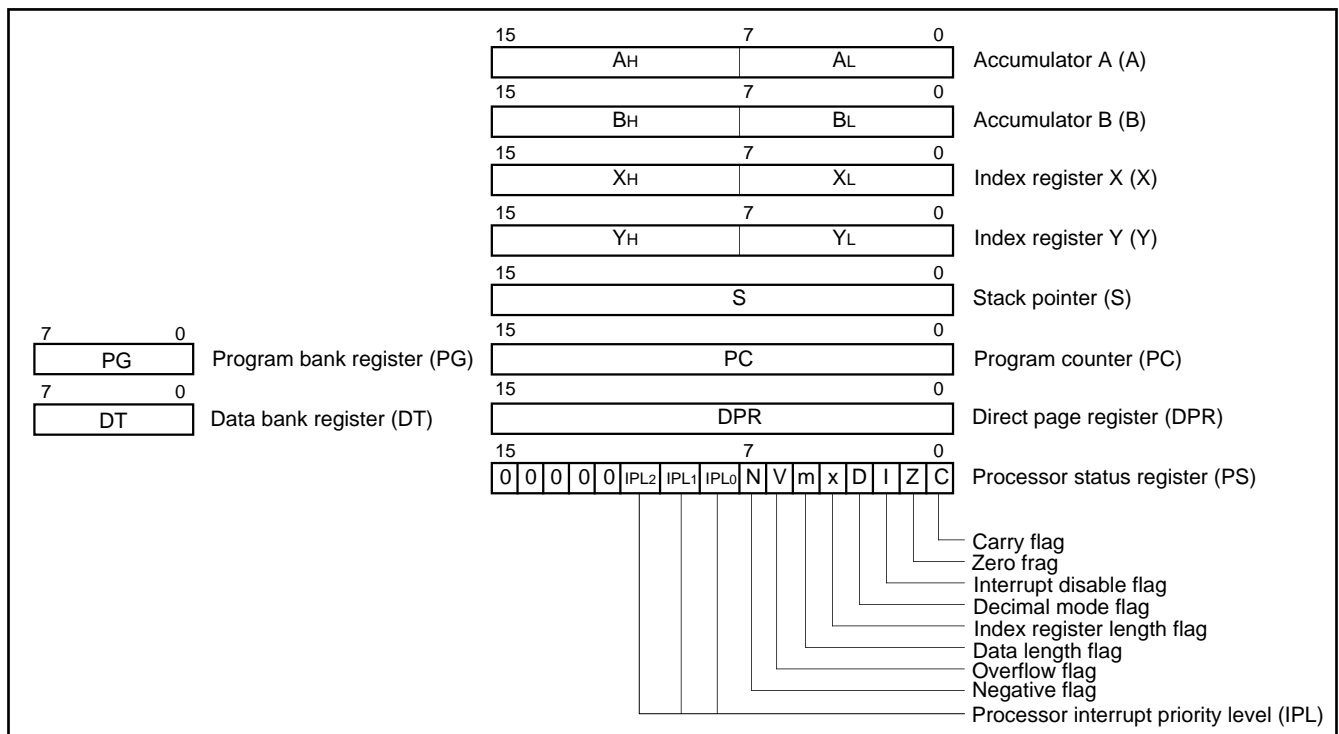 15 7 0
AH AL Accumulator A (A)
15 7 0
BH BL Accumulator B (B)
15 7 0
XH XL Index register X (X)
15 7 0
YH YL Index register Y (Y)
15 0
S Stack pointer (S)
7 0 15 0
PG Program bank register (PG) PC Program counter (PC)
7 0 15 0
DT Data bank register (DT) DPR Direct page register (DPR)
15 7 0
0 0 0 0 0 IPL2 IPL1 IPL0 N V m x D I Z C Processor status register (PS)
Carry flag
Zero frag
Interrupt disable flag
Decimal mode flag
Index register length flag
Data length flag
Overflow flag
Negative flag
Processor interrupt priority level (IPL)